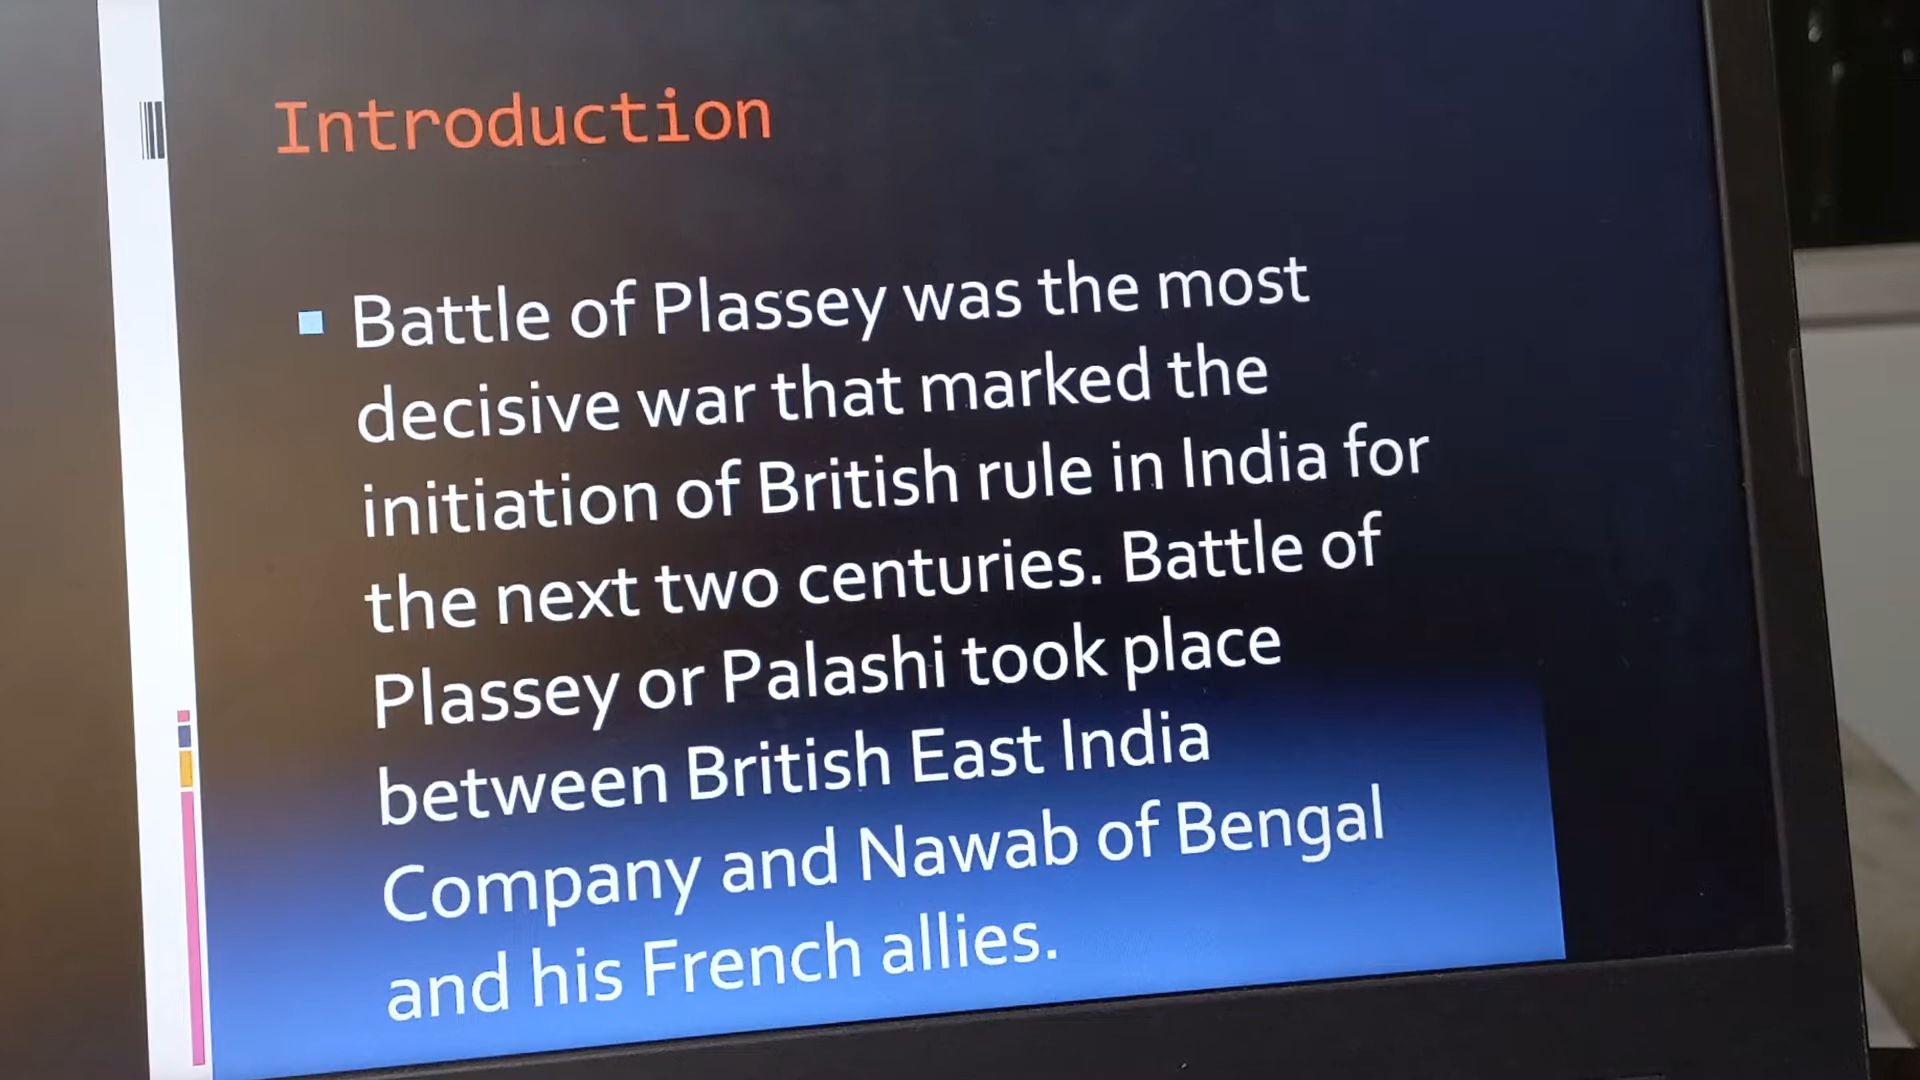 Introduction
Battle of Plassey was the most
decisive war that marked the
initiation of British rule in India for
the next two centuries. Battle of
Plassey or Palashi took place
between British East India
Company and Nawab of Bengal
and his French allies.